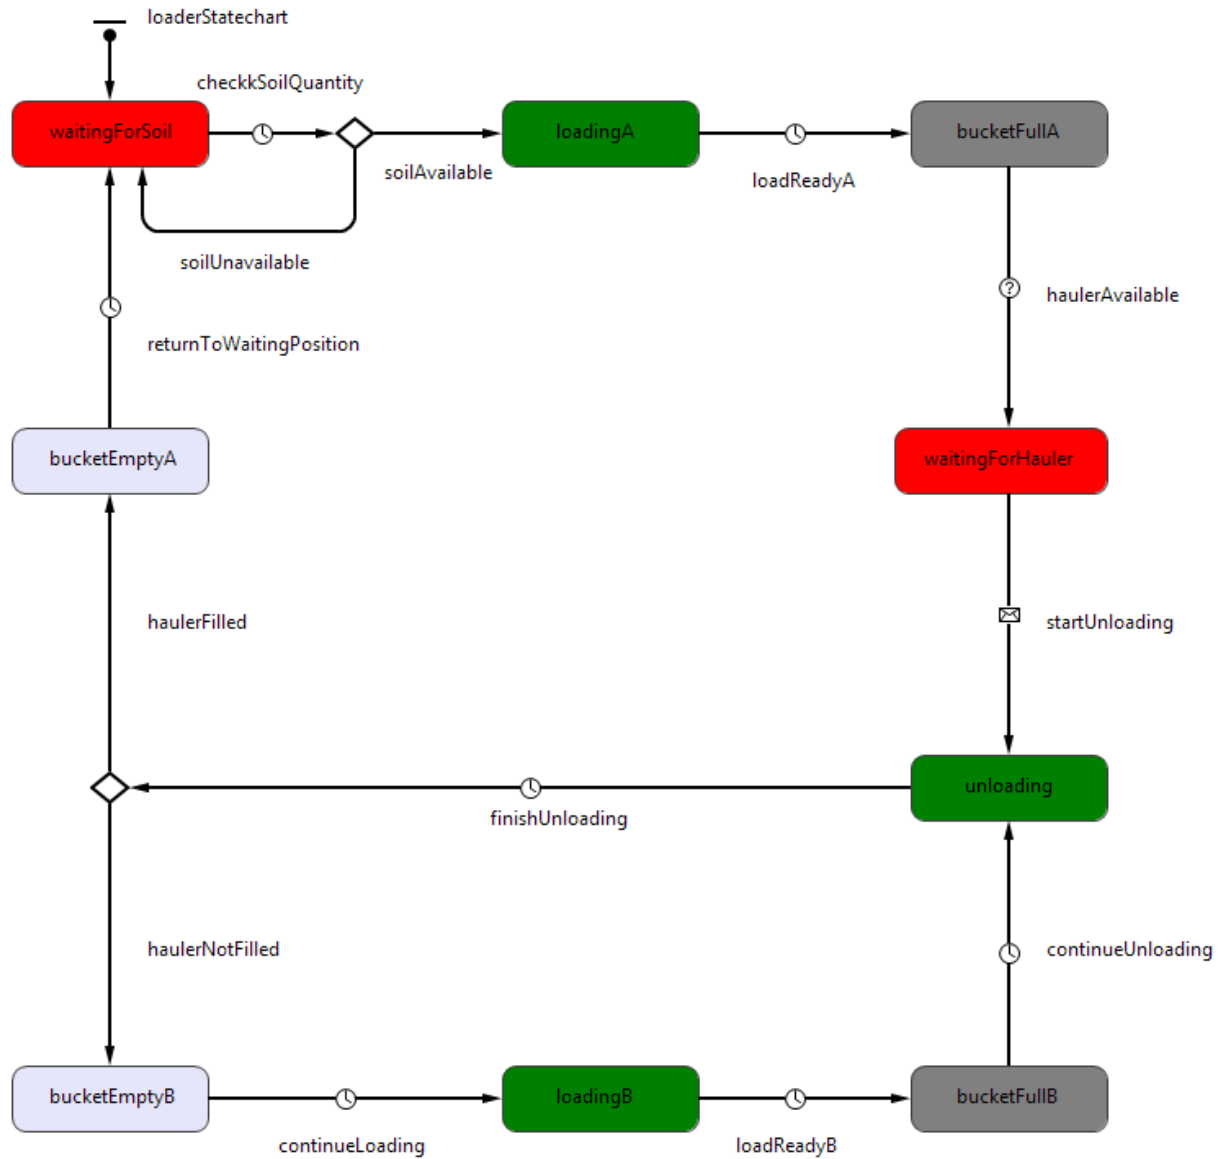 loaderStatechart
checkkSoilQuantity
waitingForSoil
loadingA
bucketFullA
soilAvailable
loadReadyA
soilUnavailable
haulerAvailable
returnToWaitingPosition
bucketEmptyA
waitingForHauler
haulerFilled
startUnloading
unloading
finishUnloading
haulerNotFilled
continueUnloading
bucketEmptyB
loadingB
bucketFullB
continueLoading
loadReadyB